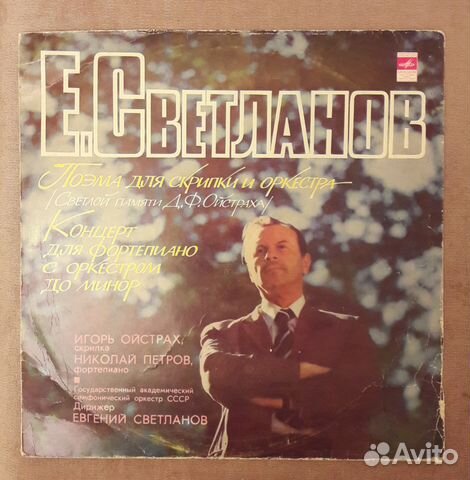 Е.СВЕТЛАНОВ
ПОЭМА ДЛЯ СКРИПКИ И ОРКЕСТРА
/СВЕТЛОЙ ПАМЯТИ Д.Ф.ОЙСТРАХА/
КОНЦЕРТ
ДЛЯ ФОРТЕПИАНО
С ОРКЕСТРОМ
ДО МИНОР
ИГОРЬ ОЙСТРАХ,
скрипка
НИКОЛАЙ ПЕТРОВ,
фортепиано
Государственный академический
симфонический оркестр СССР
Дирижер
ЕВГЕНИЙ СВЕТЛАНОВ
Avito